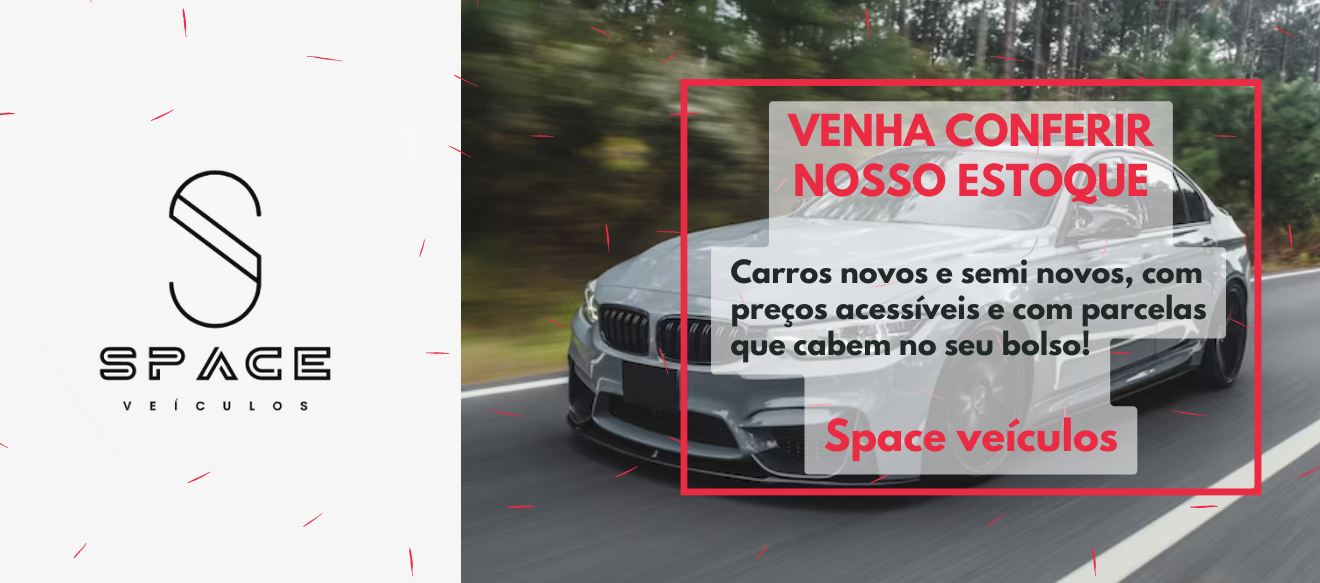 SPACE
VEÍCULOS
VENHA CONFERIR
NOSSO ESTOQUE
Carros novos e semi novos, com
preços acessíveis e com parcelas
que cabem no seu bolso!
Space veículos